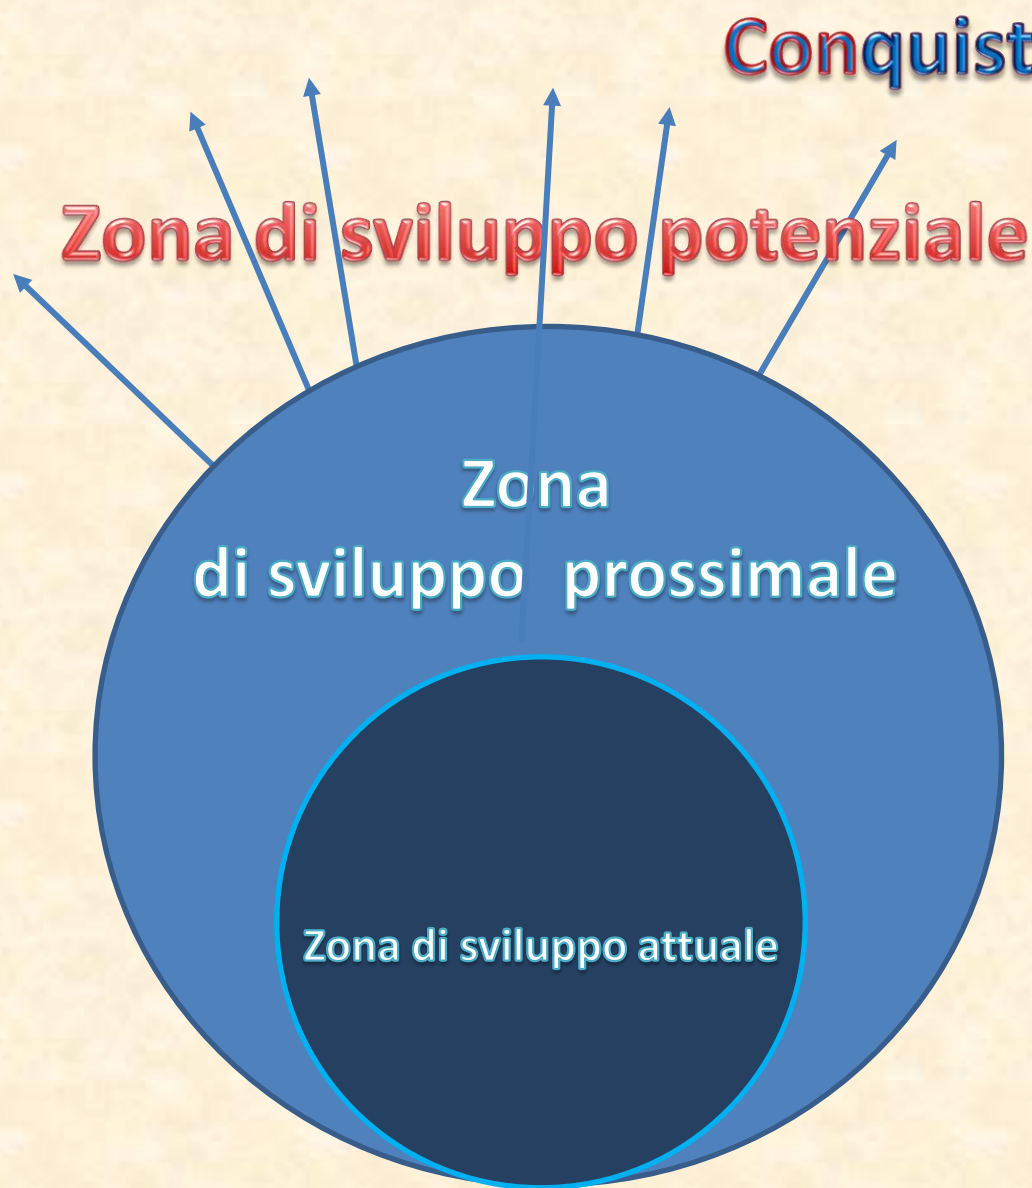 Conquist
Zona di sviluppo potenziale
Zona
di sviluppo prossimale
Zona di sviluppo attuale